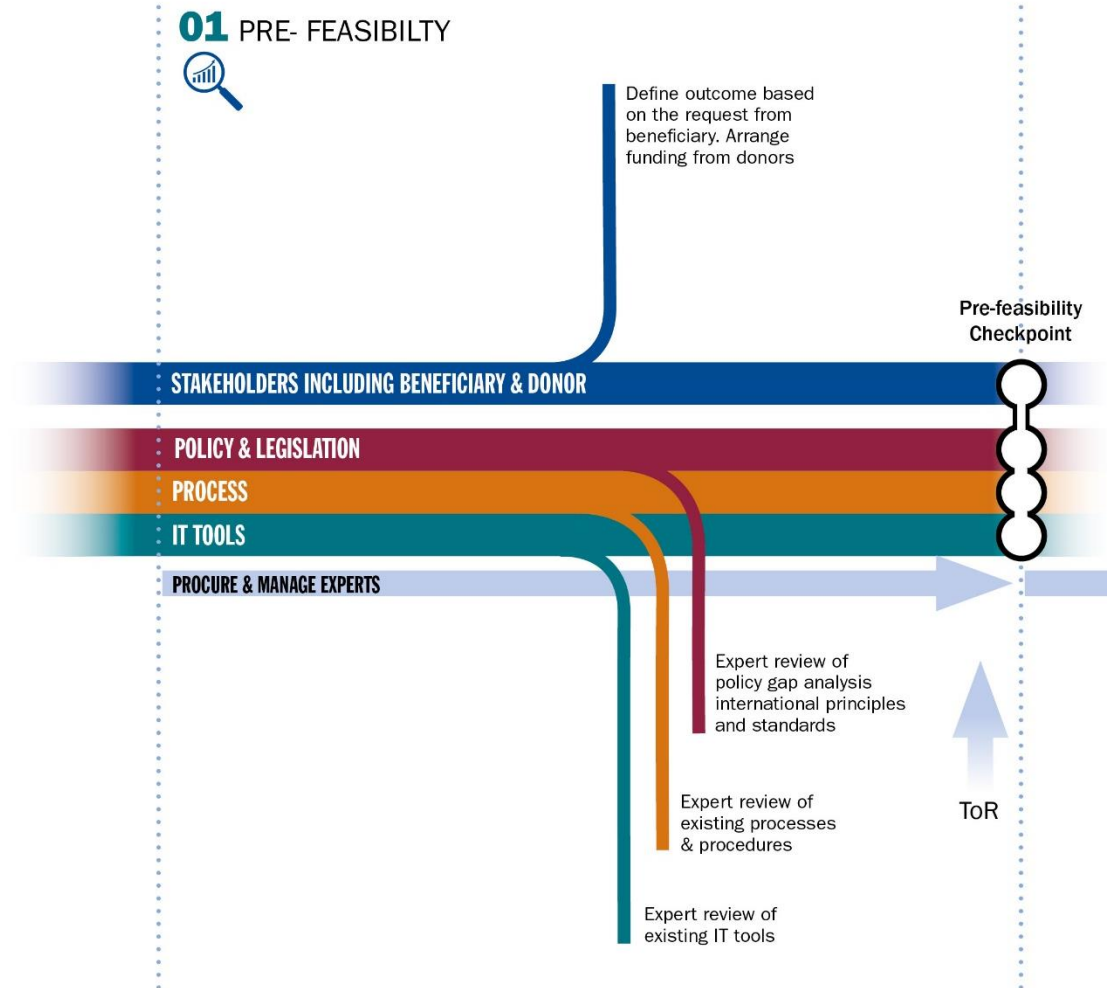 01 PRE- FEASIBILTY
Define outcome based
on the request from
beneficiary. Arrange
funding from donors
Pre-feasibility
Checkpoint
STAKEHOLDERS INCLUDING BENEFICIARY & DONOR
POLICY & LEGISLATION
PROCESS
IT TOOLS
PROCURE & MANAGE EXPERTS
Expert review of
policy gap analysis
international principles
and standards
ToR
Expert review of
existing processes
& procedures
Expert review of
existing IT tools